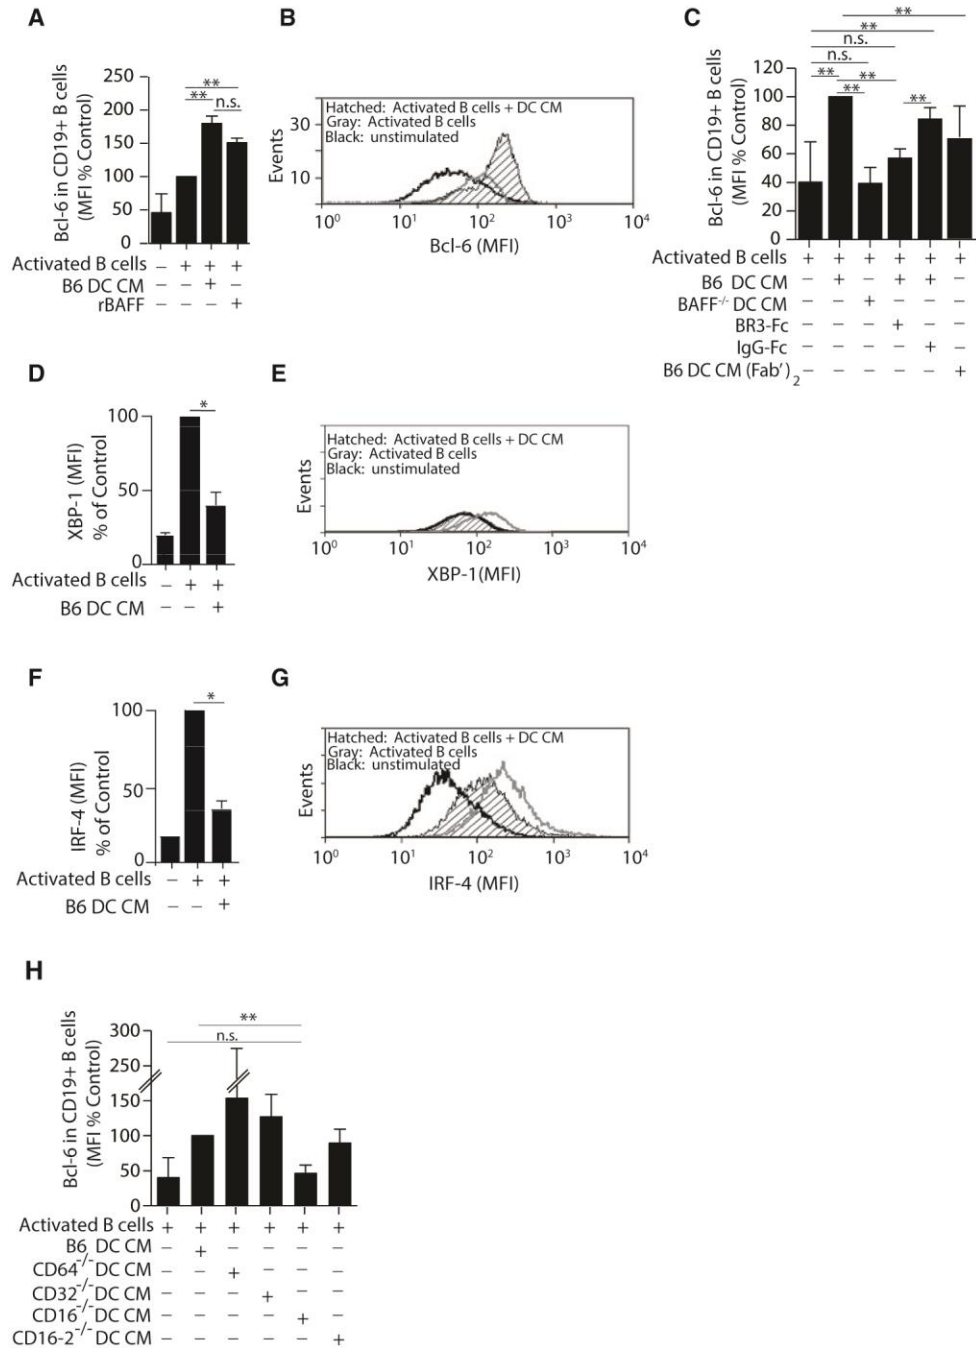 A
Bcl-6 in CD19+ B cells
(MFI % Control)
250
200
150
100
50
0
**
**
n.s.
Activated B cells − + + +
B6 DC CM − − + −
rBAFF − − − +
B
Events
30
10
Hatched: Activated B cells + DC CM
Gray: Activated B cells
Black: unstimulated
10⁰ 10¹ 10² 10³ 10⁴
Bcl-6 (MFI)
C
Bcl-6 in CD19+ B cells
(MFI % Control)
120
100
80
60
40
20
0
**
**
n.s.
n.s.
** **
** **
Activated B cells + + + + + +
B6 DC CM − + − + + −
BAFF⁻/⁻ DC CM − − + − − −
BR3-Fc − − − + − −
IgG-Fc − − − − + −
B6 DC CM (Fab')₂ − − − − − +
D
XBP-1 (MFI)
% of Control
100
50
0
*
Activated B cells − + +
B6 DC CM − − +
E
Events
Hatched: Activated B cells + DC CM
Gray: Activated B cells
Black: unstimulated
10⁰ 10¹ 10² 10³ 10⁴
XBP-1(MFI)
F
IRF-4 (MFI)
% of Control
100
50
0
*
Activated B cells − + +
B6 DC CM − − +
G
Events
Hatched: Activated B cells + DC CM
Gray: Activated B cells
Black: unstimulated
10⁰ 10¹ 10² 10³ 10⁴
IRF-4 (MFI)
H
Bcl-6 in CD19+ B cells
(MFI % Control)
300
250
150
100
50
0
**
n.s.
Activated B cells + + + + + +
B6 DC CM − + − − − −
CD64⁻/⁻ DC CM − − + − − −
CD32⁻/⁻ DC CM − − − + − −
CD16⁻/⁻ DC CM − − − − + −
CD16-2⁻/⁻ DC CM − − − − − +